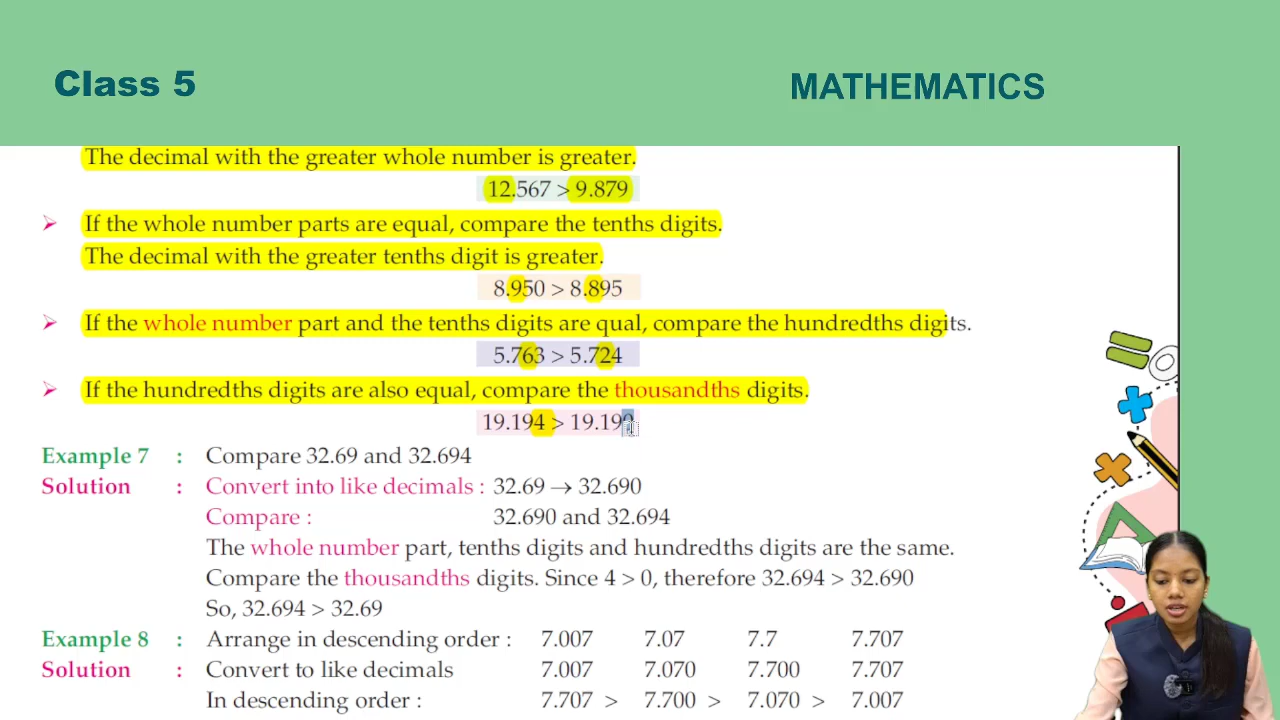 Class 5
MATHEMATICS
The decimal with the greater whole number is greater.
12.567 > 9.879
➢ If the whole number parts are equal, compare the tenths digits.
The decimal with the greater tenths digit is greater.
8.950 > 8.895
➢ If the whole number part and the tenths digits are qual, compare the hundredths digits.
5.763 > 5.724
➢ If the hundredths digits are also equal, compare the thousandths digits.
19.194 > 19.190
Example 7 : Compare 32.69 and 32.694
Solution : Convert into like decimals : 32.69 → 32.690
Compare : 32.690 and 32.694
The whole number part, tenths digits and hundredths digits are the same.
Compare the thousandths digits. Since 4 > 0, therefore 32.694 > 32.690
So, 32.694 > 32.69
Example 8 : Arrange in descending order : 7.007 7.07 7.7 7.707
Solution : Convert to like decimals 7.007 7.070 7.700 7.707
In descending order : 7.707 > 7.700 > 7.070 > 7.007